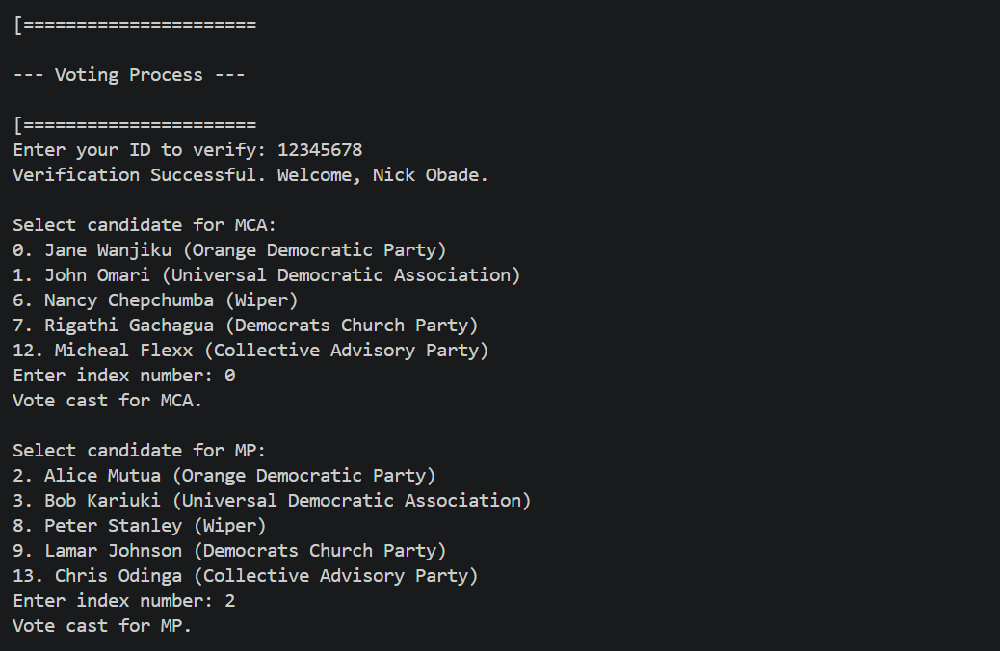 [======================
--- Voting Process ---
[======================
Enter your ID to verify: 12345678
Verification Successful. Welcome, Nick Obade.
Select candidate for MCA:
0. Jane Wanjiku (Orange Democratic Party)
1. John Omari (Universal Democratic Association)
6. Nancy Chepchumba (Wiper)
7. Rigathi Gachagua (Democrats Church Party)
12. Micheal Flexx (Collective Advisory Party)
Enter index number: 0
Vote cast for MCA.
Select candidate for MP:
2. Alice Mutua (Orange Democratic Party)
3. Bob Kariuki (Universal Democratic Association)
8. Peter Stanley (Wiper)
9. Lamar Johnson (Democrats Church Party)
13. Chris Odinga (Collective Advisory Party)
Enter index number: 2
Vote cast for MP.